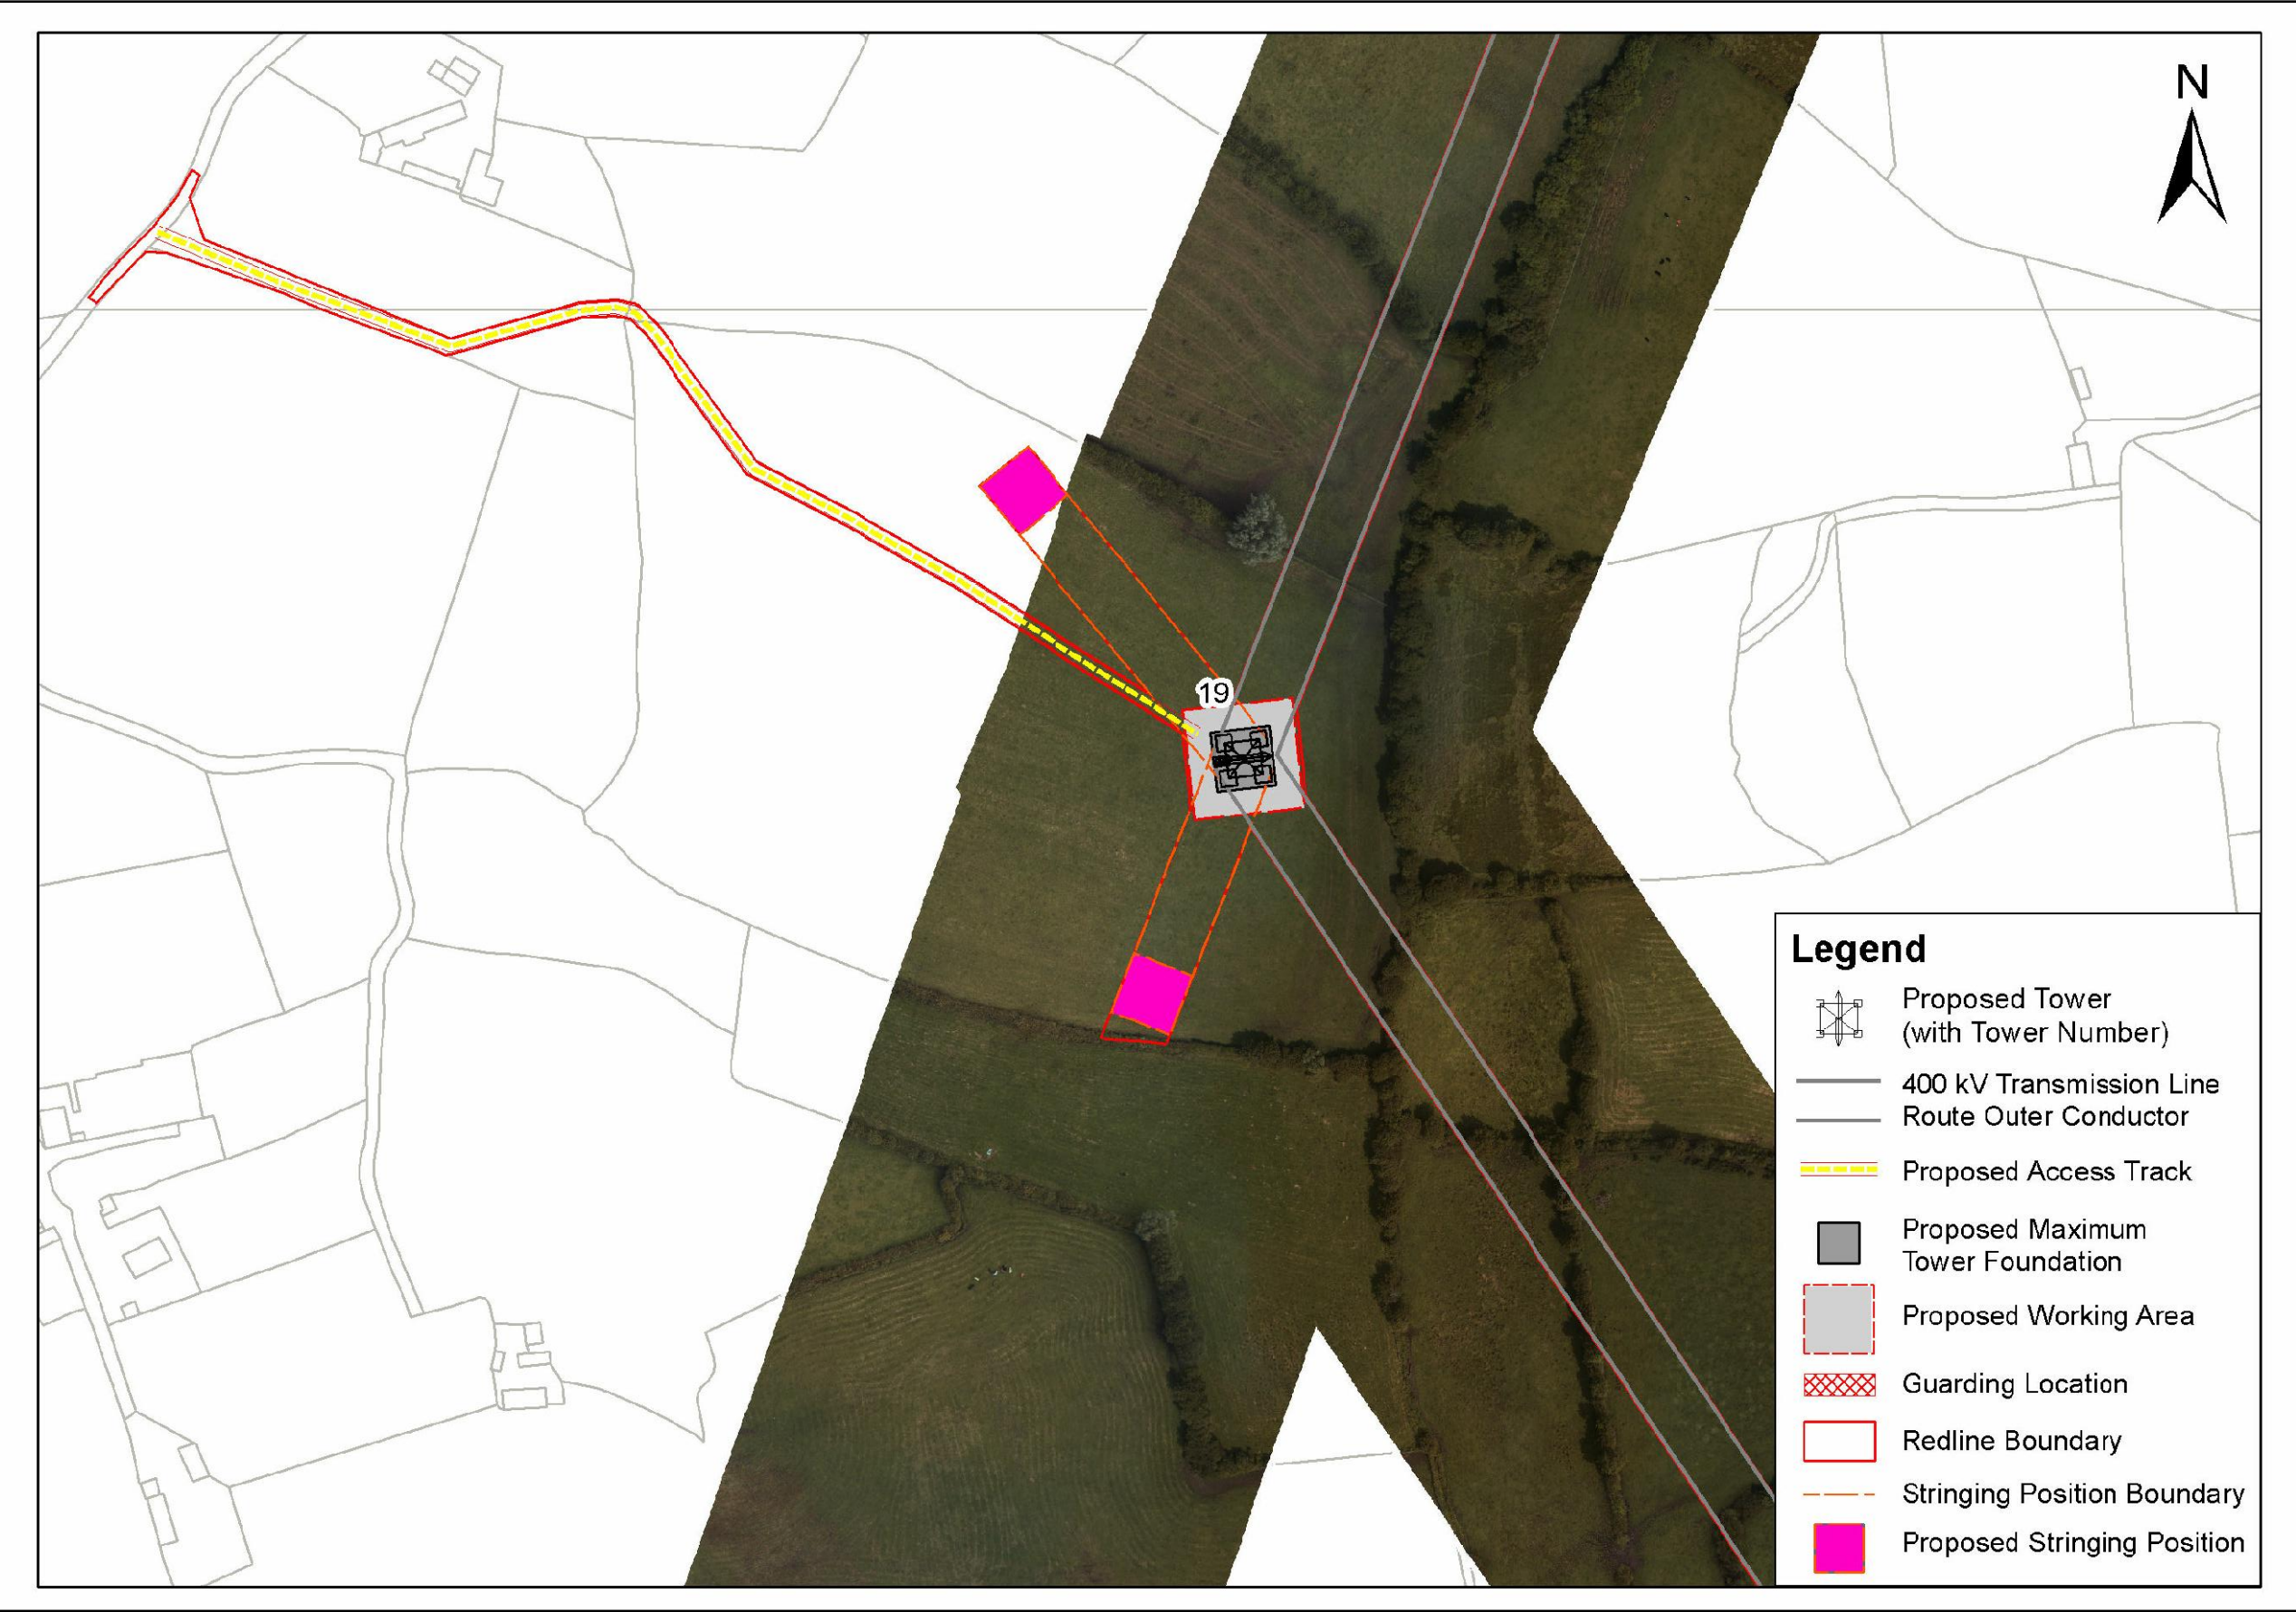 N
19
Legend
Proposed Tower
(with Tower Number)
400 kV Transmission Line
Route Outer Conductor
Proposed Access Track
Proposed Maximum
Tower Foundation
Proposed Working Area
Guarding Location
Redline Boundary
Stringing Position Boundary
Proposed Stringing Position